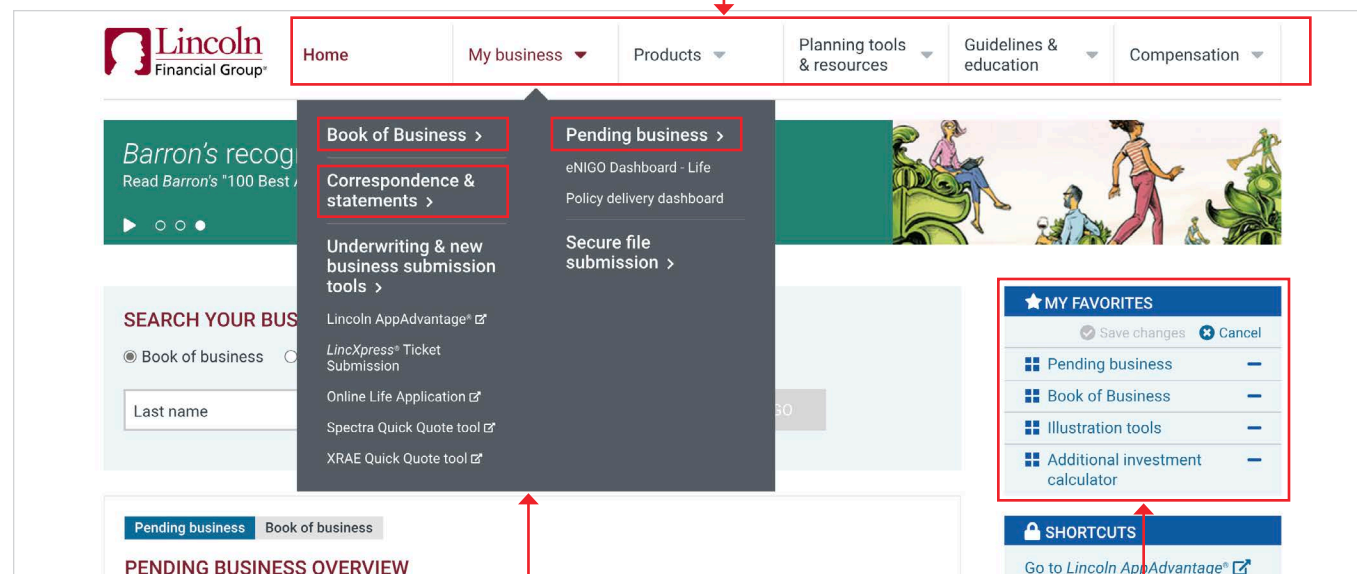 Lincoln
Financial Group®
Home
My business
Products
Planning tools
& resources
Guidelines &
education
Compensation
Book of Business >
Correspondence &
statements >
Underwriting & new
business submission
tools >
Lincoln AppAdvantage®
LincXpress® Ticket
Submission
Online Life Application
Spectra Quick Quote tool
XRAE Quick Quote tool
Pending business >
eNIGO Dashboard - Life
Policy delivery dashboard
Secure file
submission >
Barron's recog
Read Barron's "100 Best
SEARCH YOUR BUS
Book of business
Last name
GO
MY FAVORITES
Save changes Cancel
Pending business
Book of Business
Illustration tools
Additional investment
calculator
Pending business Book of business
PENDING BUSINESS OVERVIEW
SHORTCUTS
Go to Lincoln AppAdvantage®